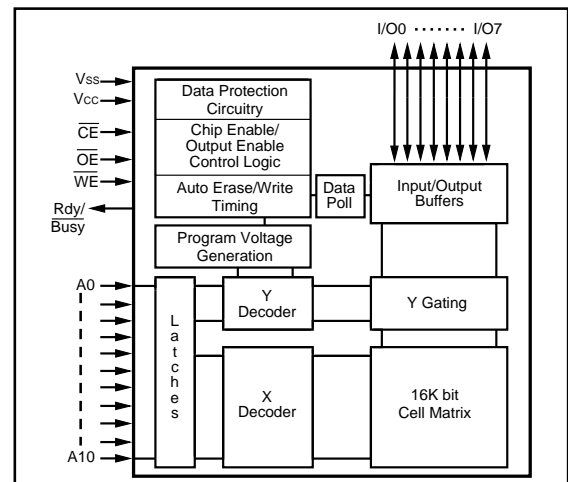 I/O0 ········ I/O7
VSS
VCC
CE
OE
WE
Rdy/
Busy
Data Protection
Circuitry
Chip Enable/
Output Enable
Control Logic
Auto Erase/Write
Timing
Data
Poll
Input/Output
Buffers
Program Voltage
Generation
A0
A10
Latches
Y
Decoder
Y Gating
X
Decoder
16K bit
Cell Matrix